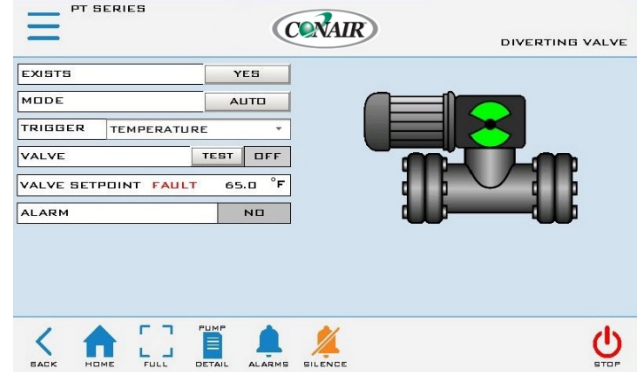 PT SERIES
CONAIR
DIVERTING VALVE
EXISTS YES
MODE AUTO
TRIGGER TEMPERATURE
VALVE TEST OFF
VALVE SETPOINT FAULT 65.0 °F
ALARM NO
BACK HOME FULL PUMP DETAIL ALARMS SILENCE STOP